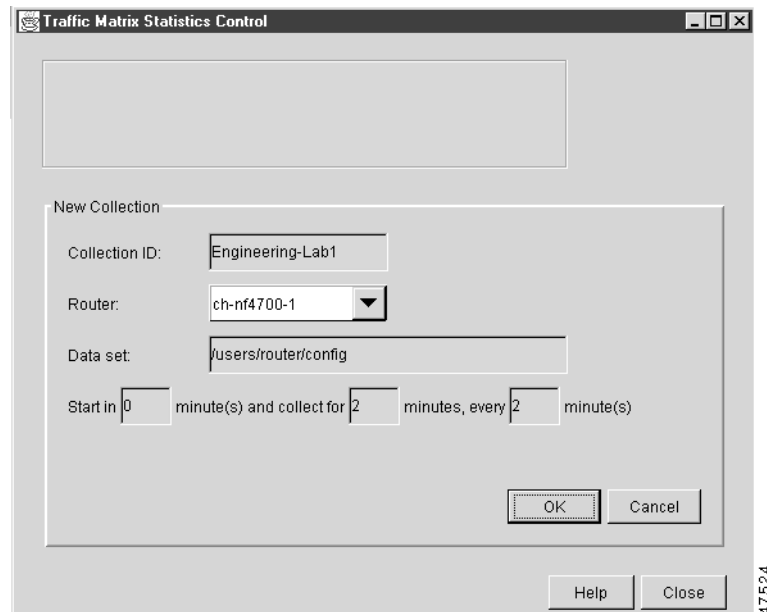 Traffic Matrix Statistics Control
New Collection
Collection ID: Engineering-Lab1
Router: ch-nf4700-1
Data set: /users/router/config
Start in 0 minute(s) and collect for 2 minutes, every 2 minute(s)
OK Cancel
Help Close
47524